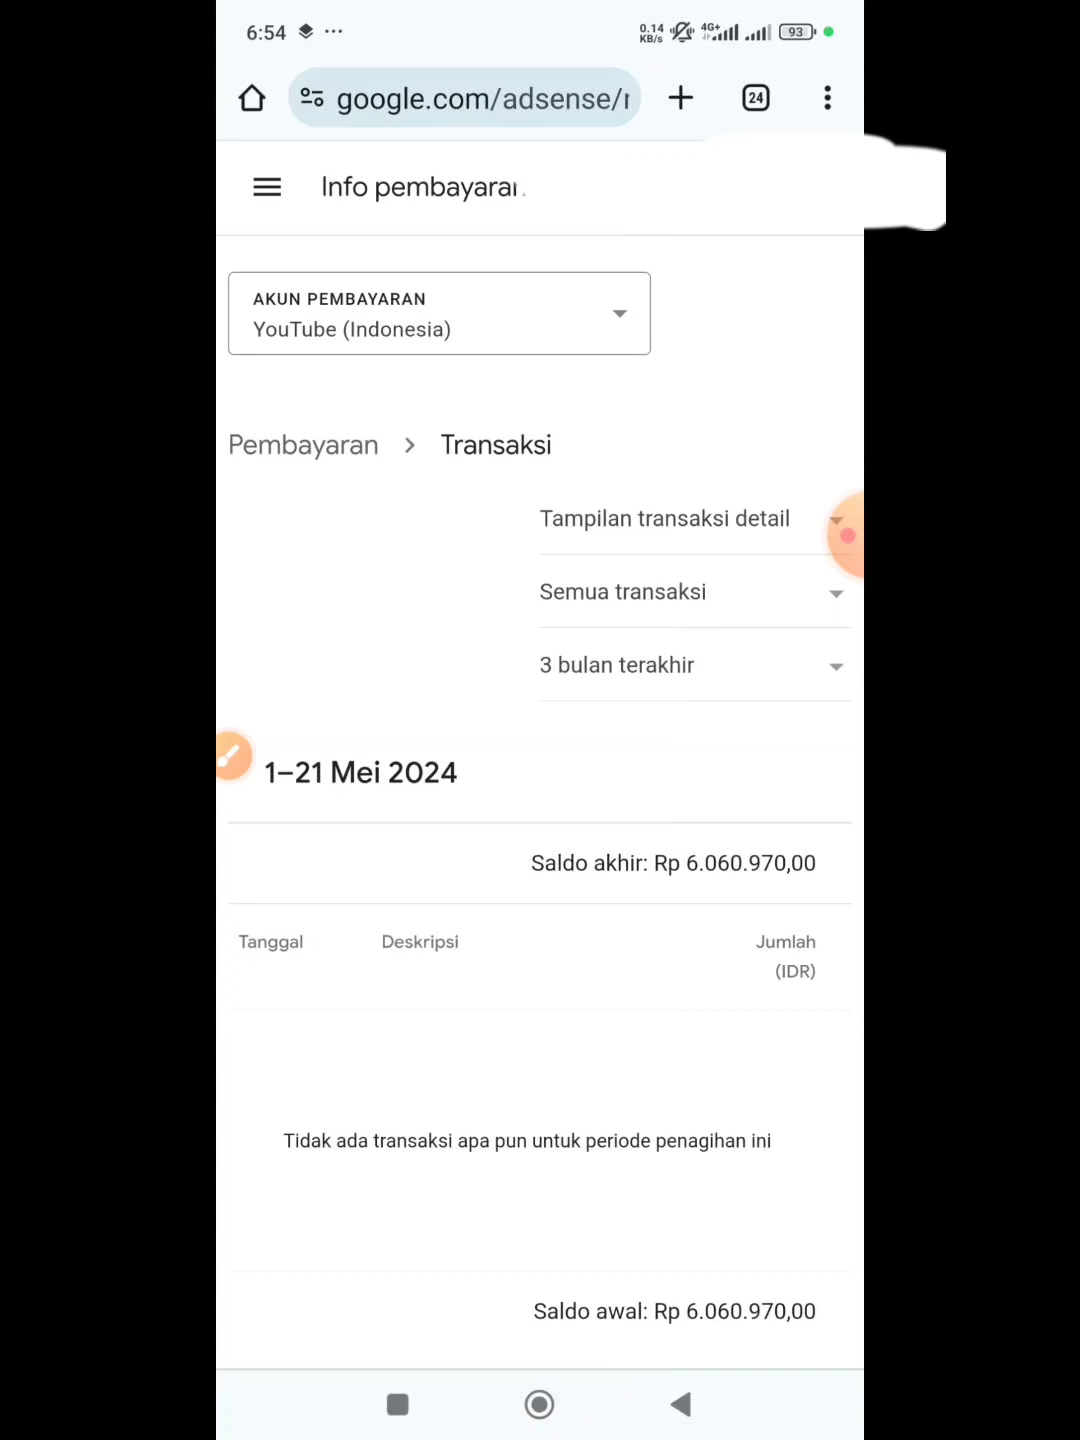 6:54
0.14 KB/s 4G+ 93
google.com/adsense/
24
Info pembayaran
AKUN PEMBAYARAN
YouTube (Indonesia)
Pembayaran > Transaksi
Tampilan transaksi detail
Semua transaksi
3 bulan terakhir
1–21 Mei 2024
Saldo akhir: Rp 6.060.970,00
Tanggal Deskripsi Jumlah
(IDR)
Tidak ada transaksi apa pun untuk periode penagihan ini
Saldo awal: Rp 6.060.970,00